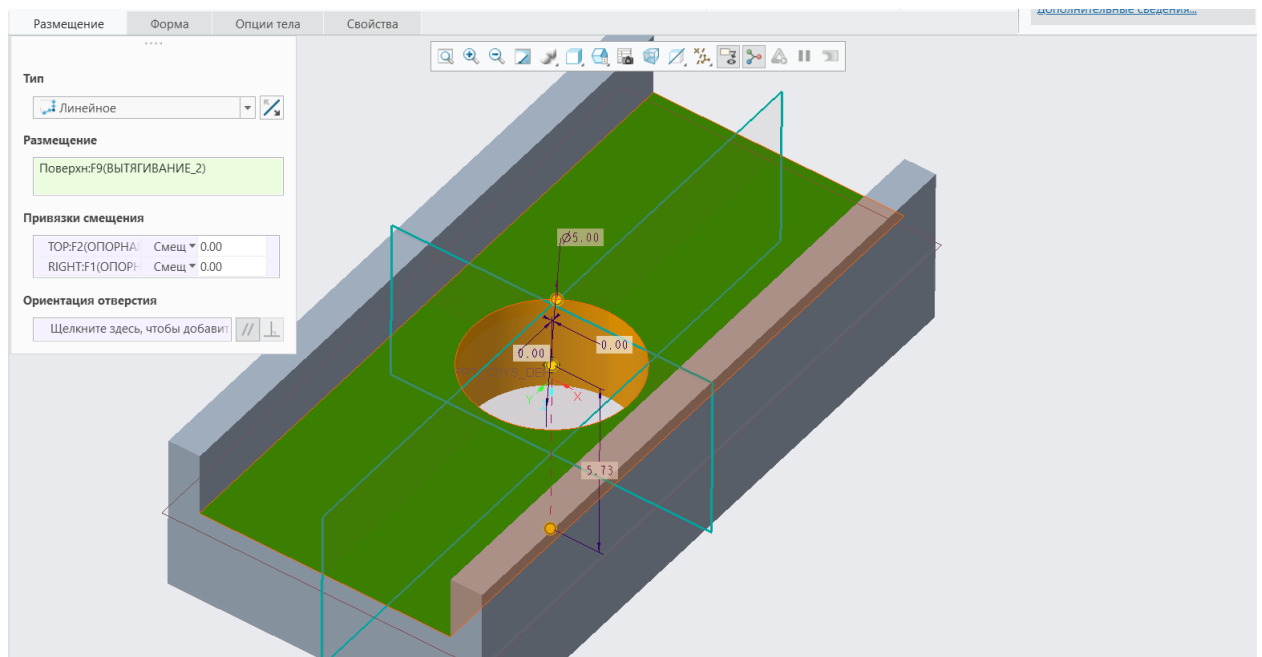 Размещение Форма Опции тела Свойства
Дополнительные сведения...
Тип
Линейное
Размещение
Поверхн:F9(ВЫТЯГИВАНИЕ_2)
Привязки смещения
TOP:F2(ОПОРНА Смещ 0.00
RIGHT:F1(ОПОРН Смещ 0.00
Ориентация отверстия
Щелкните здесь, чтобы добавит
Ø5.00
0.00
0.00
Y X
5.73